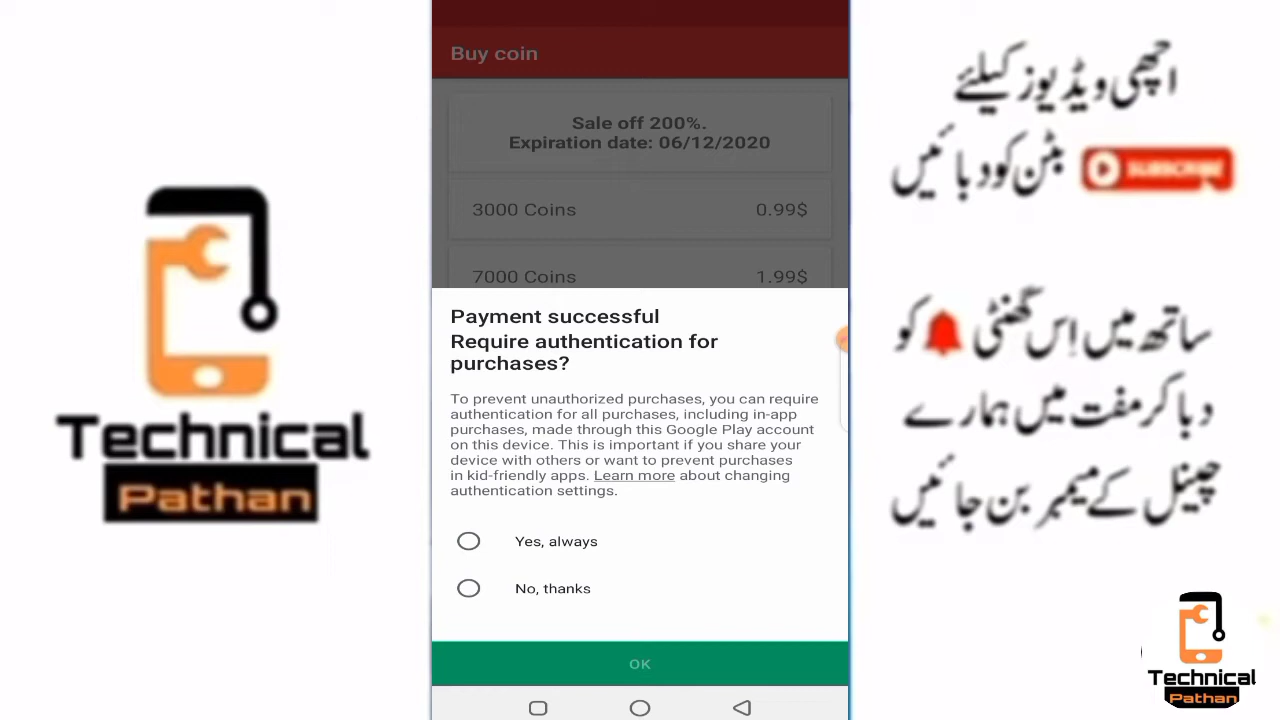 Buy coin
Sale off 200%.
Expiration date: 06/12/2020
3000 Coins 0.99$
7000 Coins 1.99$
Payment successful
Require authentication for
purchases?
To prevent unauthorized purchases, you can require
authentication for all purchases, including in-app
purchases, made through this Google Play account
on this device. This is important if you share your
device with others or want to prevent purchases
in kid-friendly apps. Learn more about changing
authentication settings.
Yes, always
No, thanks
OK
Technical
Pathan
اچھی ویڈیوز کیلئے
SUBSCRIBE بٹن کو دبائیں
ساتھ میں اِس گھنٹی کو
دبا کر مفت میں ہمارے
چینل کے میمبر بن جائیں
Technical
Pathan